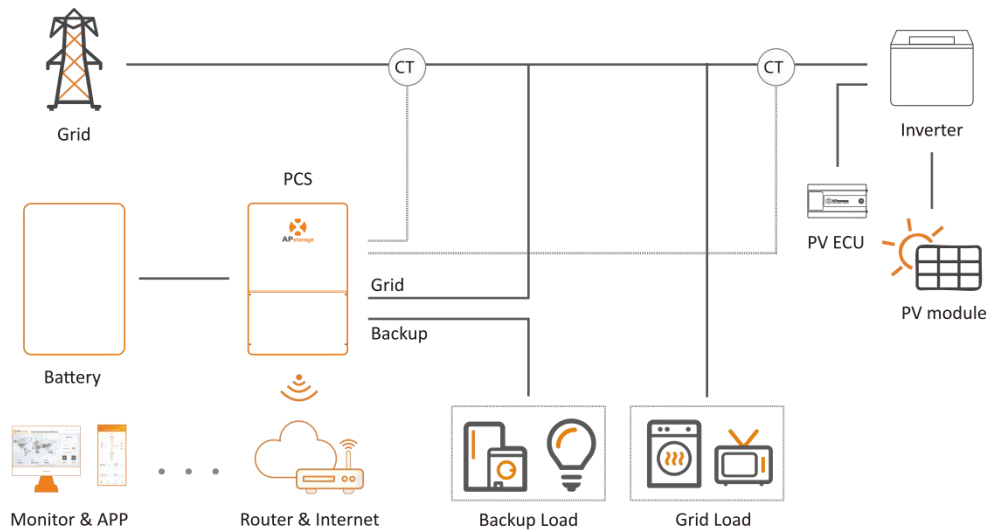 CT
CT
Grid
Inverter
PCS
APstorage
PV ECU
Grid
Backup
PV module
Battery
Monitor & APP
Router & Internet
Backup Load
Grid Load